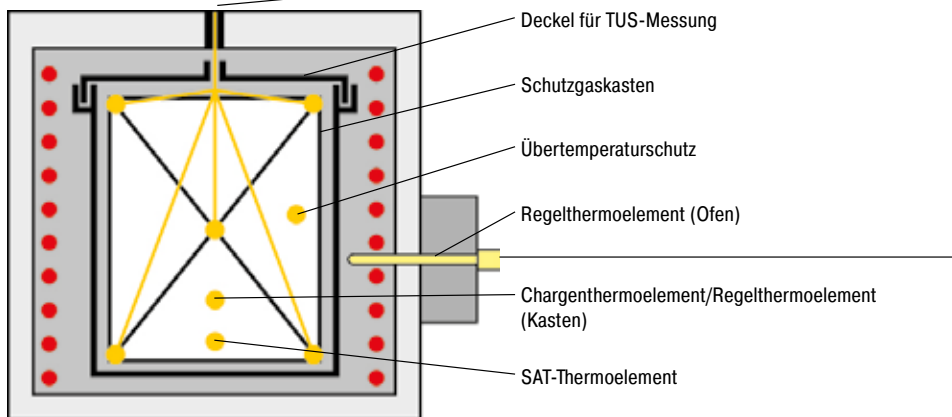 Deckel für TUS-Messung
Schutzgaskasten
Übertemperaturschutz
Regelthermoelement (Ofen)
Chargenthermoelement/Regelthermoelement
(Kasten)
SAT-Thermoelement